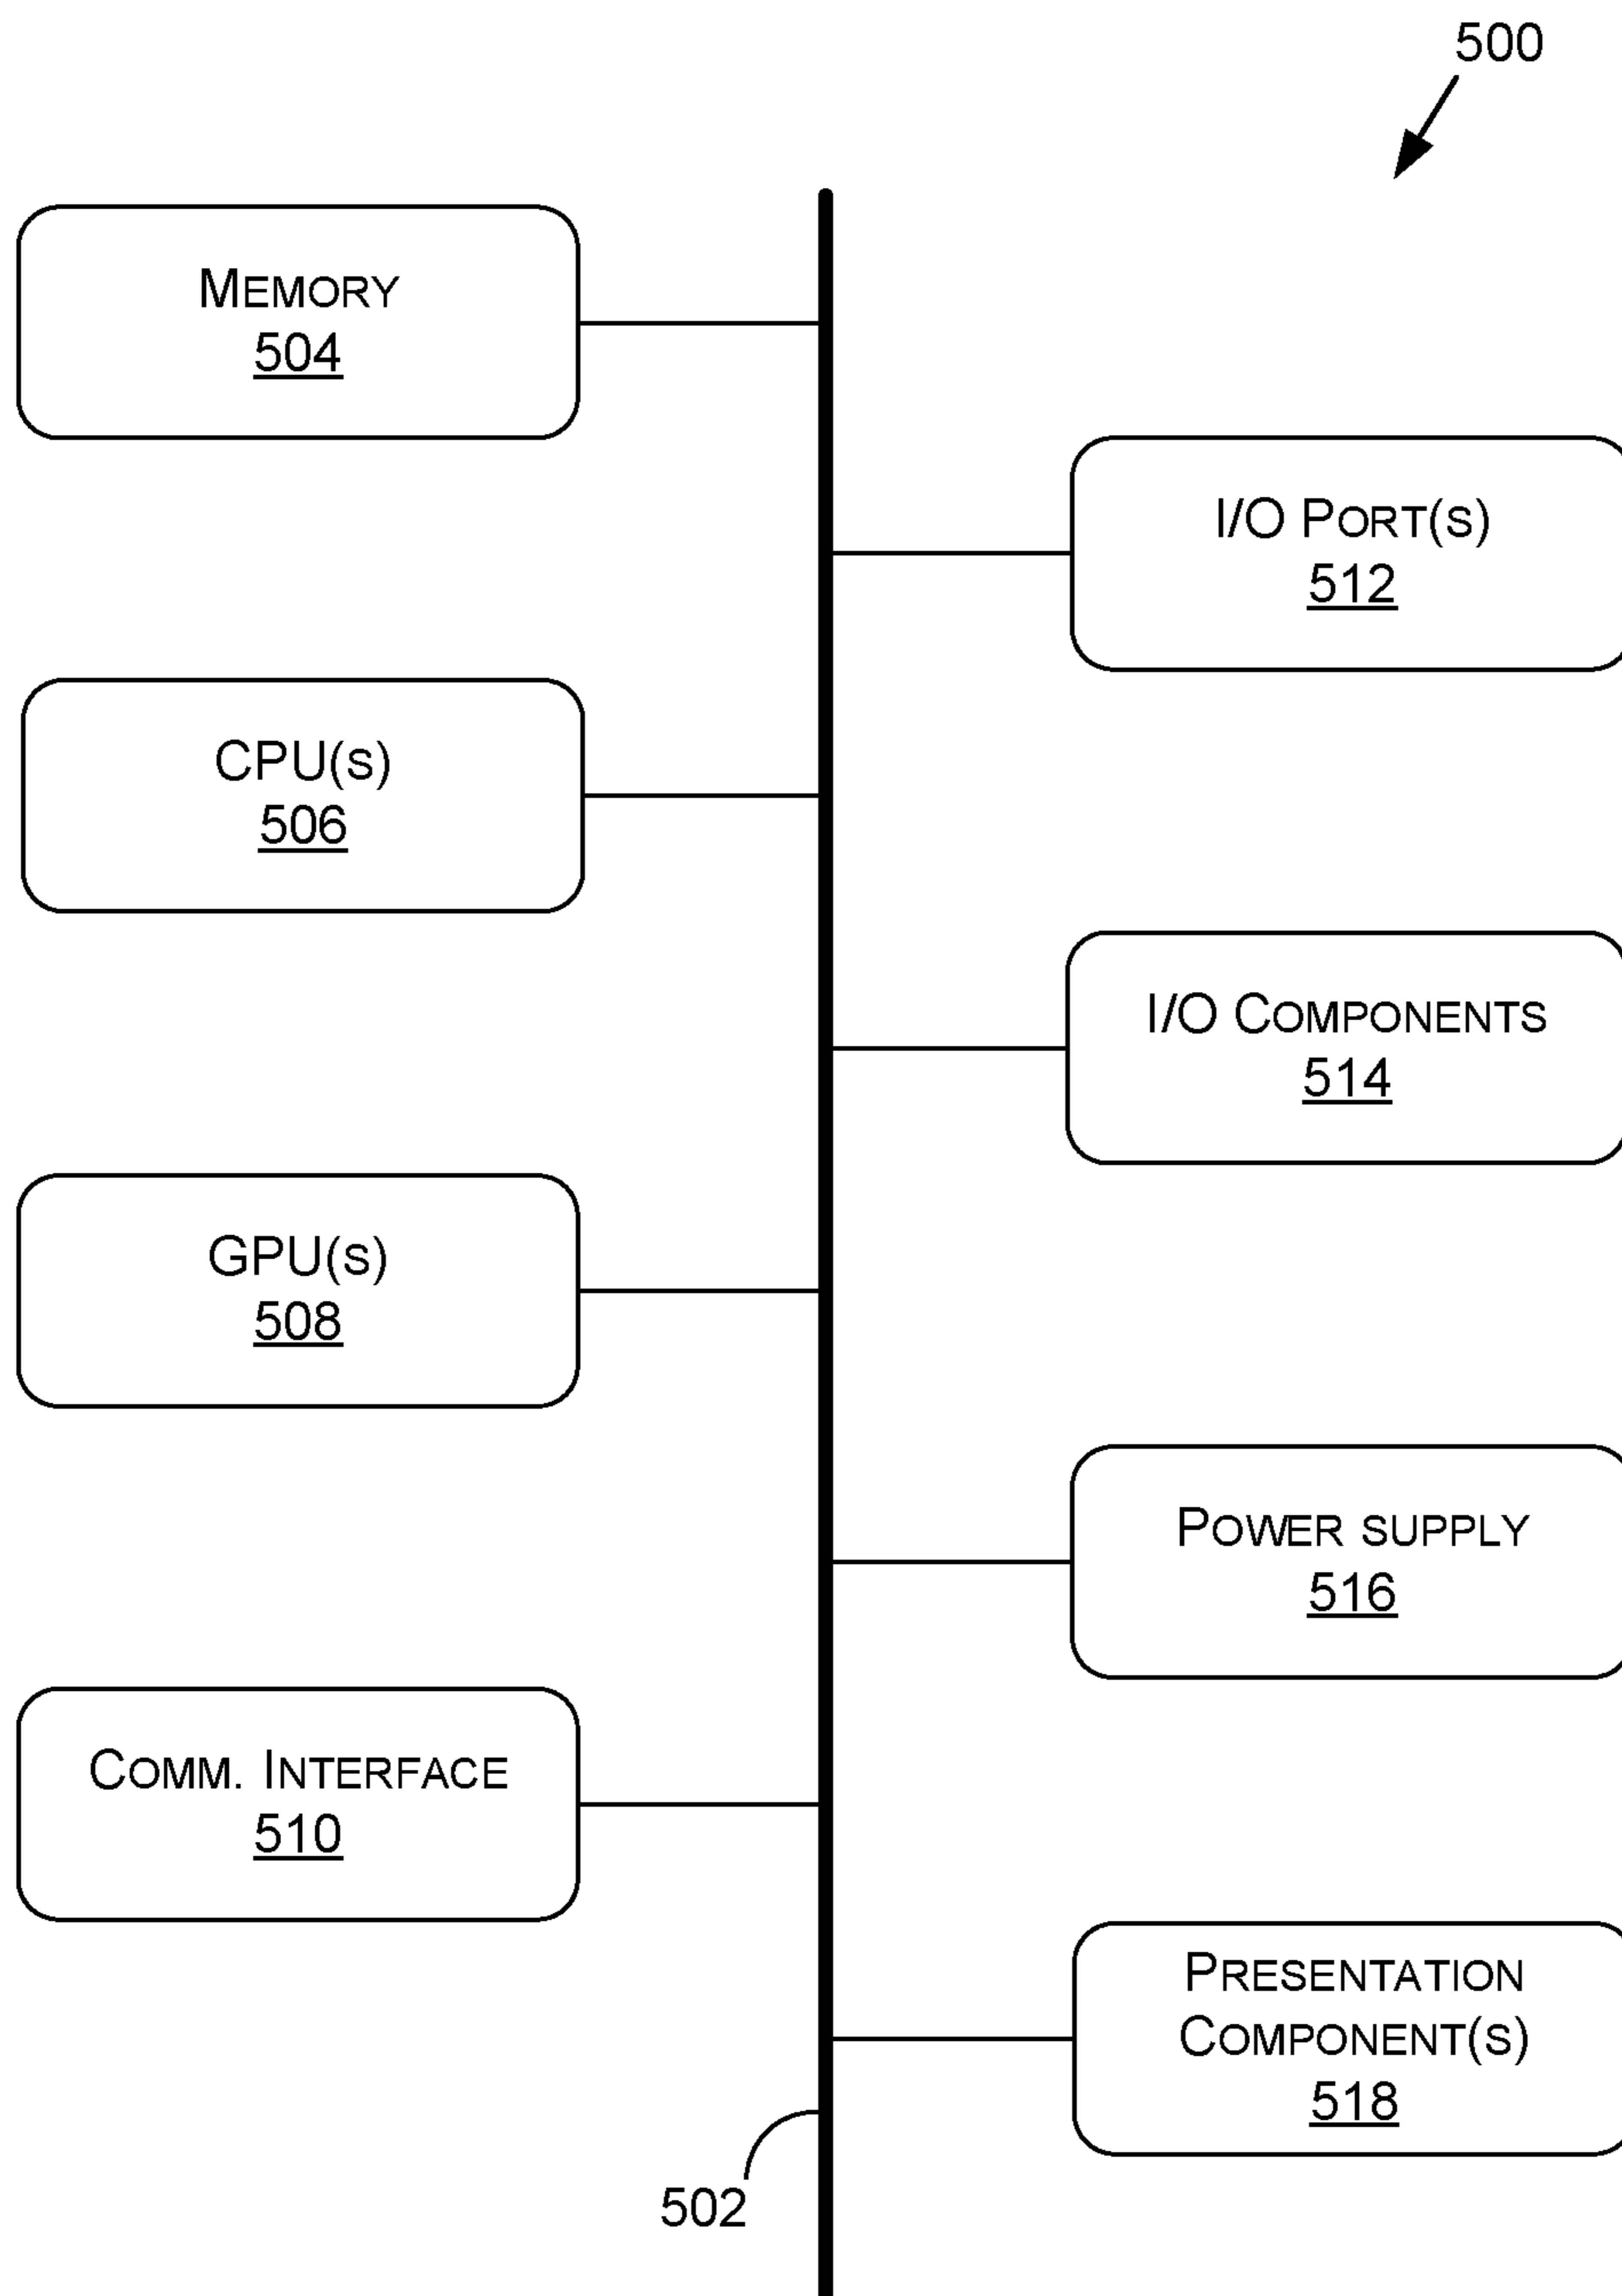 500
MEMORY
504
I/O PORT(S)
512
CPU(S)
506
I/O COMPONENTS
514
GPU(S)
508
POWER SUPPLY
516
COMM. INTERFACE
510
PRESENTATION
COMPONENT(S)
518
502